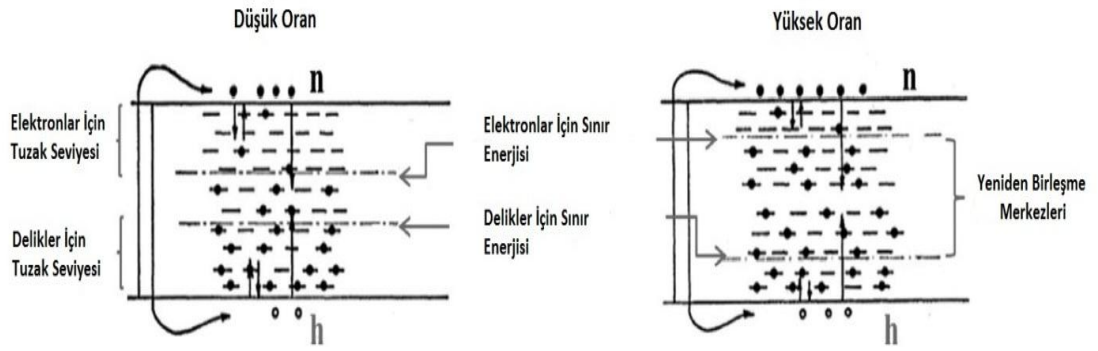 Düşük Oran
Yüksek Oran
n
n
Elektronlar İçin
Tuzak Seviyesi
Elektronlar İçin Sınır
Enerjisi
Yeniden Birleşme
Merkezleri
Delikler İçin
Tuzak Seviyesi
Delikler İçin Sınır
Enerjisi
h
h